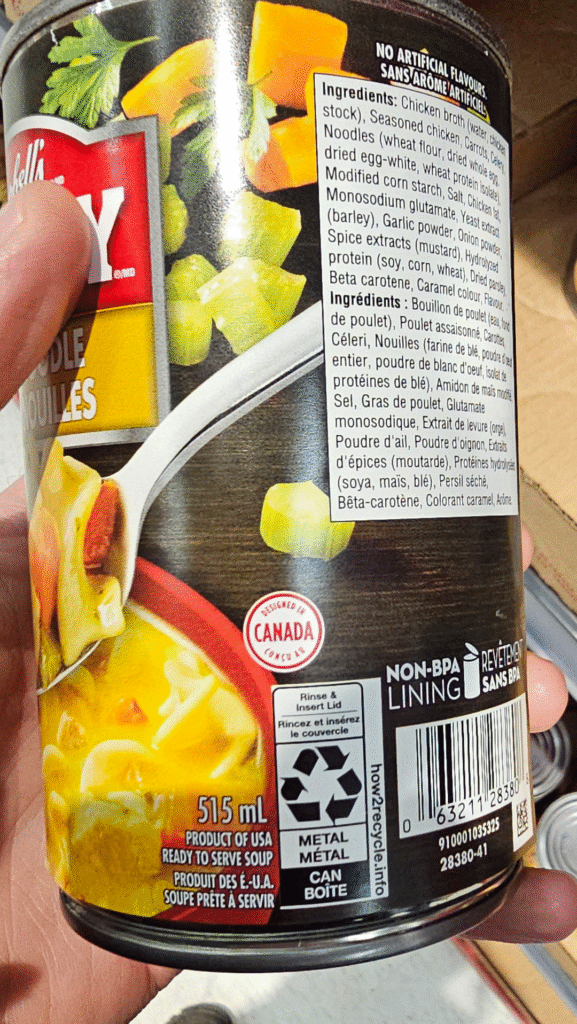 NO ARTIFICIAL FLAVOURS
SANS ARÔME ARTIFICIEL
Ingredients: Chicken broth (water, chicken
stock), Seasoned chicken, Carrots, Celery,
Noodles (wheat flour, dried whole egg,
dried egg-white, wheat protein isolate),
Modified corn starch, Salt, Chicken fat,
Monosodium glutamate, Yeast extract
(barley), Garlic powder, Onion powder,
Spice extracts (mustard), Hydrolyzed
protein (soy, corn, wheat), Dried parsley,
Beta carotene, Caramel colour, Flavour.
Ingrédients : Bouillon de poulet (eau, fond
de poulet), Poulet assaisonné, Carottes,
Céleri, Nouilles (farine de blé, poudre d'œuf
entier, poudre de blanc d'oeuf, isolat de
protéines de blé), Amidon de maïs modifié,
Sel, Gras de poulet, Glutamate
monosodique, Extrait de levure (orge),
Poudre d'ail, Poudre d'oignon, Extraits
d'épices (moutarde), Protéines hydrolysées
(soya, maïs, blé), Persil séché,
Bêta-carotène, Colorant caramel, Arôme.
bell's
Y
®/MD
ODLE
OUILLES
DESIGNED IN
CANADA
CONÇU AU
NON-BPA
LINING
REVÊTEMENT
SANS BPA
Rinse &
Insert Lid
Rincez et insérez
le couvercle
METAL
MÉTAL
CAN
BOÎTE
how2recycle.info
515 mL
PRODUCT OF USA
READY TO SERVE SOUP
PRODUIT DES É.-U.A.
SOUPE PRÊTE À SERVIR
0 63211 28380
910001035325
28380-41